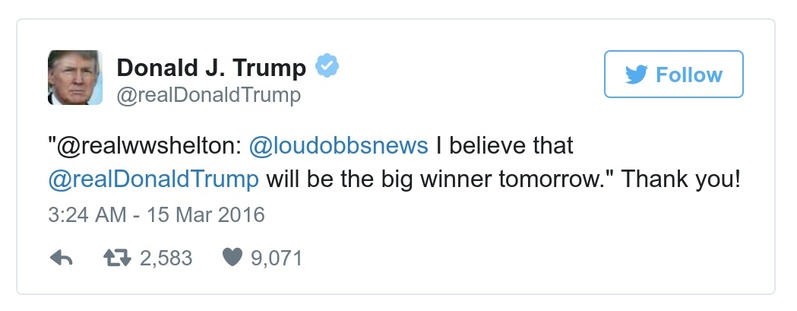 Donald J. Trump
@realDonaldTrump
Follow
"@realwwshelton: @loudobbsnews I believe that
@realDonaldTrump will be the big winner tomorrow." Thank you!
3:24 AM - 15 Mar 2016
2,583 9,071